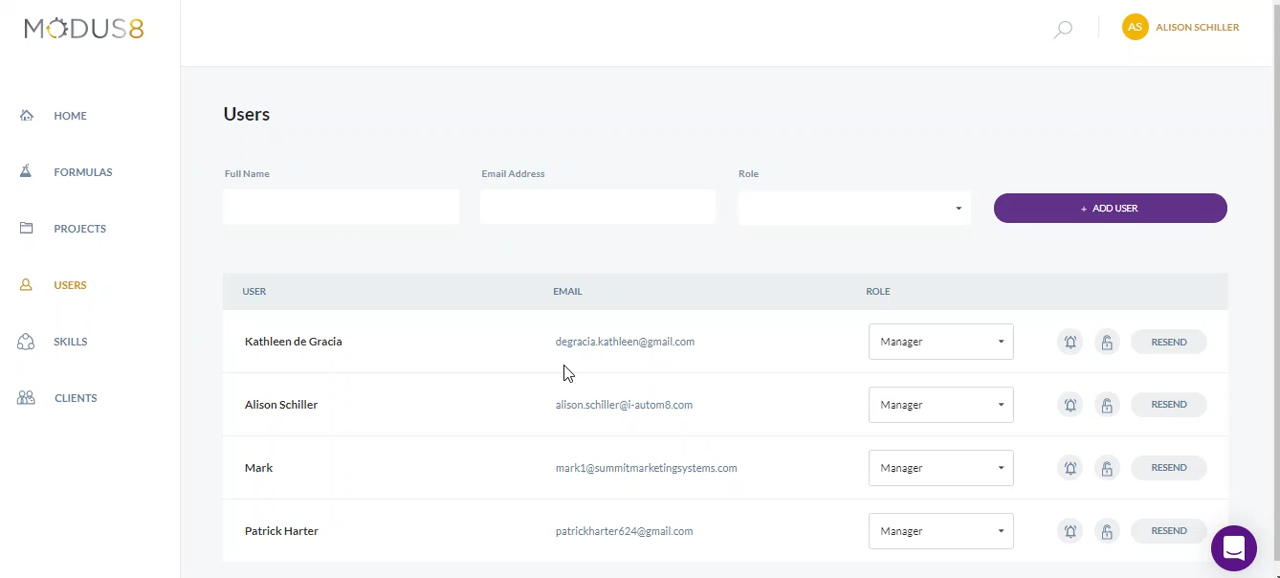 MODUS8
AS ALISON SCHILLER
HOME
FORMULAS
PROJECTS
USERS
SKILLS
CLIENTS
Users
Full Name Email Address Role
+ ADD USER
USER EMAIL ROLE
Kathleen de Gracia degracia.kathleen@gmail.com Manager RESEND
Alison Schiller alison.schiller@i-autom8.com Manager RESEND
Mark mark1@summitmarketingsystems.com Manager RESEND
Patrick Harter patrickharter624@gmail.com Manager RESEND